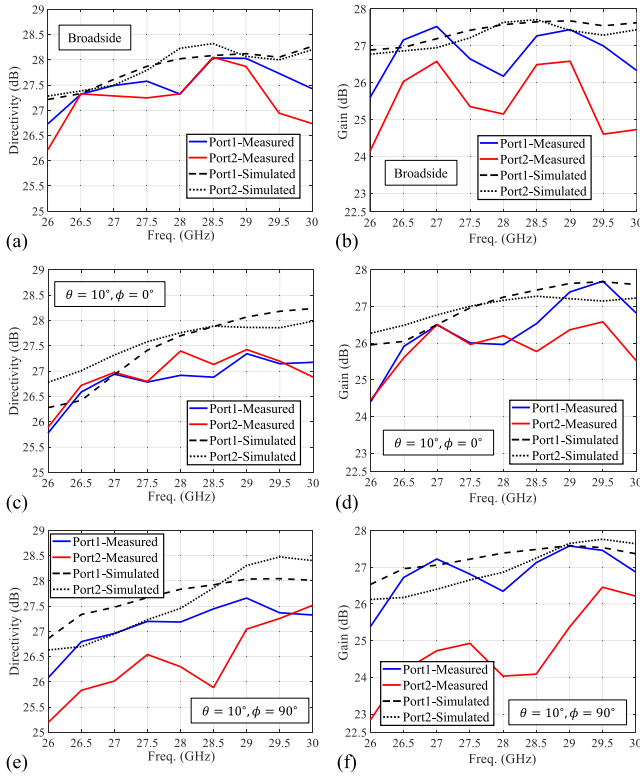 29
28.5
28
27.5
27
26.5
26
25.5
25
Directivity (dB)
Broadside
Port1-Measured
Port2-Measured
Port1-Simulated
Port2-Simulated
26 26.5 27 27.5 28 28.5 29 29.5 30
Freq. (GHz)
(a)
28
27
26
25
24
23
22.5
Gain (dB)
Broadside
Port1-Measured
Port2-Measured
Port1-Simulated
Port2-Simulated
26 26.5 27 27.5 28 28.5 29 29.5 30
Freq. (GHz)
(b)
29
28.5
28
27.5
27
26.5
26
25.5
25
Directivity (dB)
θ = 10°, ϕ = 0°
Port1-Measured
Port2-Measured
Port1-Simulated
Port2-Simulated
26 26.5 27 27.5 28 28.5 29 29.5 30
Freq. (GHz)
(c)
28
27
26
25
24
23
22.5
Gain (dB)
θ = 10°, ϕ = 0°
Port1-Measured
Port2-Measured
Port1-Simulated
Port2-Simulated
26 26.5 27 27.5 28 28.5 29 29.5 30
Freq. (GHz)
(d)
29
28.5
28
27.5
27
26.5
26
25.5
25
Directivity (dB)
Port1-Measured
Port2-Measured
Port1-Simulated
Port2-Simulated
θ = 10°, ϕ = 90°
26 26.5 27 27.5 28 28.5 29 29.5 30
Freq. (GHz)
(e)
28
27
26
25
24
23
22.5
Gain (dB)
Port1-Measured
Port2-Measured
Port1-Simulated
Port2-Simulated
θ = 10°, ϕ = 90°
26 26.5 27 27.5 28 28.5 29 29.5 30
Freq. (GHz)
(f)